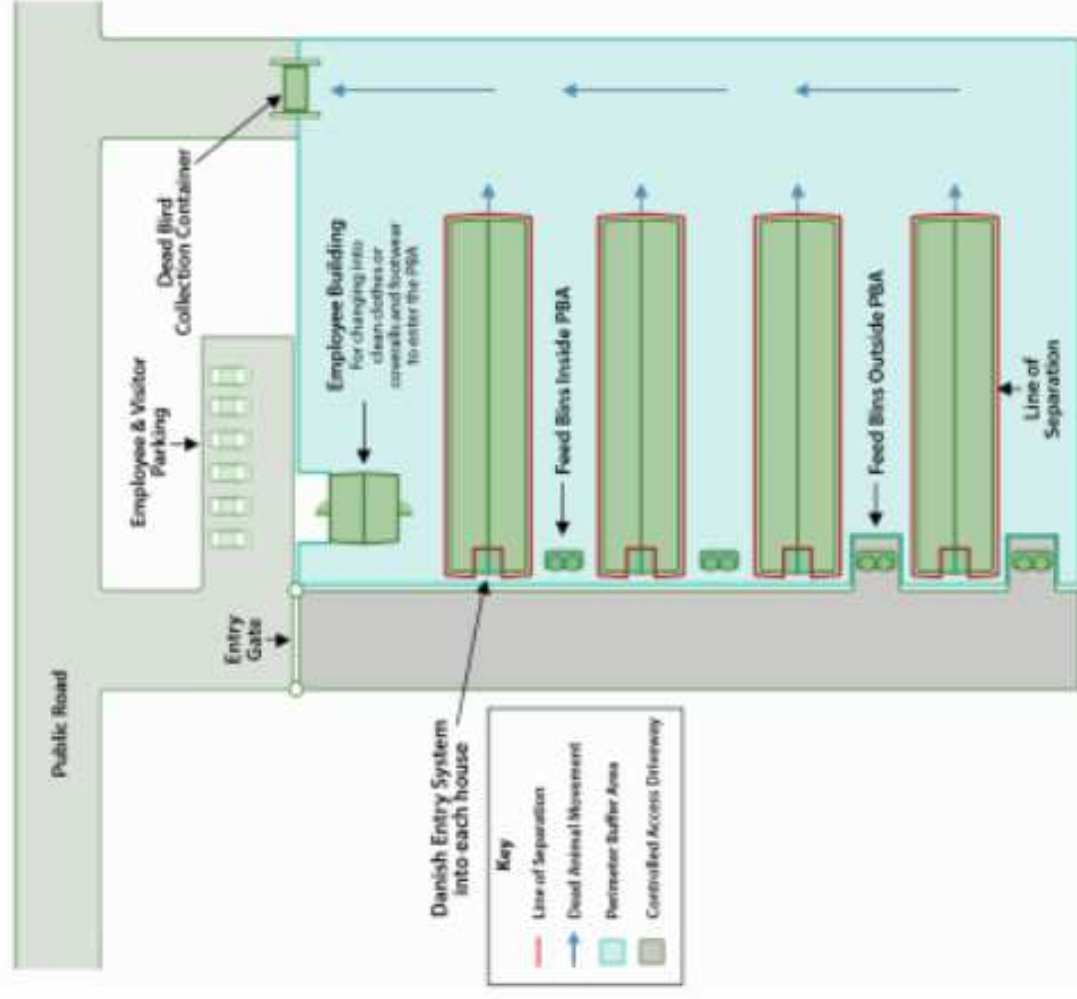 Public Road
Dead Bird
Collection Container
Employee & Visitor
Parking
Entry
Gate
Employee Building
For changing into
clean clothes or
coveralls and footwear
to enter the PBA
Danish Entry System
into each house
Feed Bins Inside PBA
Feed Bins Outside PBA
Line of
Separation
Key
Line of Separation
Dead Animal Movement
Perimeter Buffer Area
Controlled Access Driveway